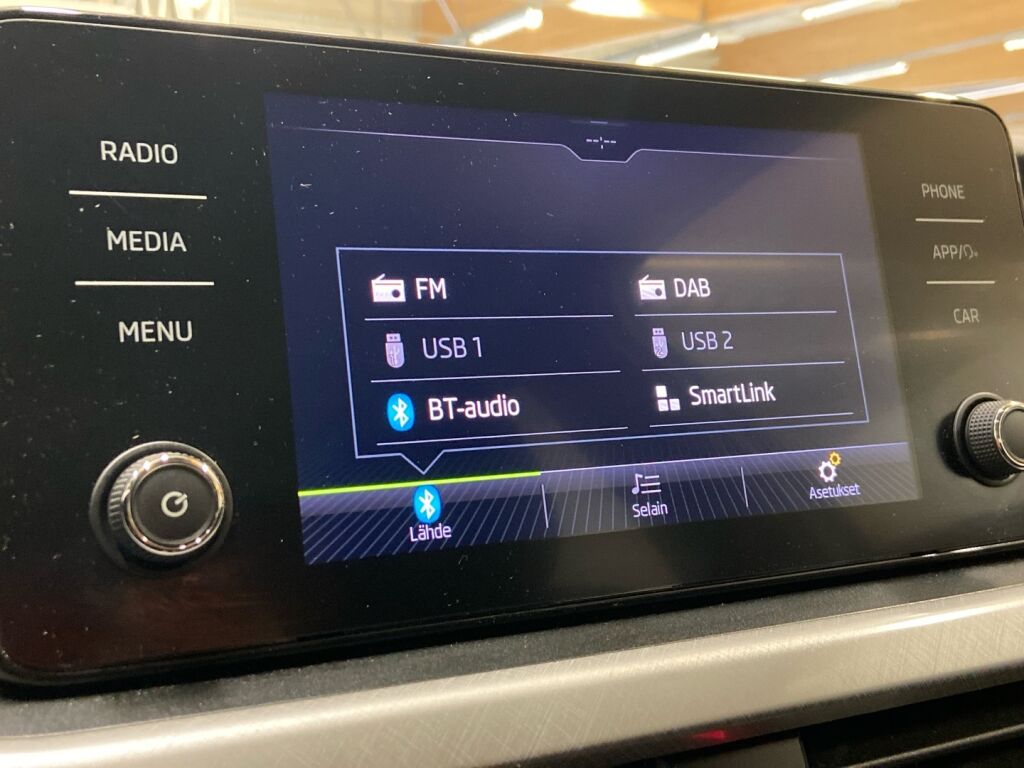 RADIO
MEDIA
MENU
--:--
FM
DAB
USB 1
USB 2
BT-audio
SmartLink
Lähde
Selain
Asetukset
PHONE
APP/
CAR